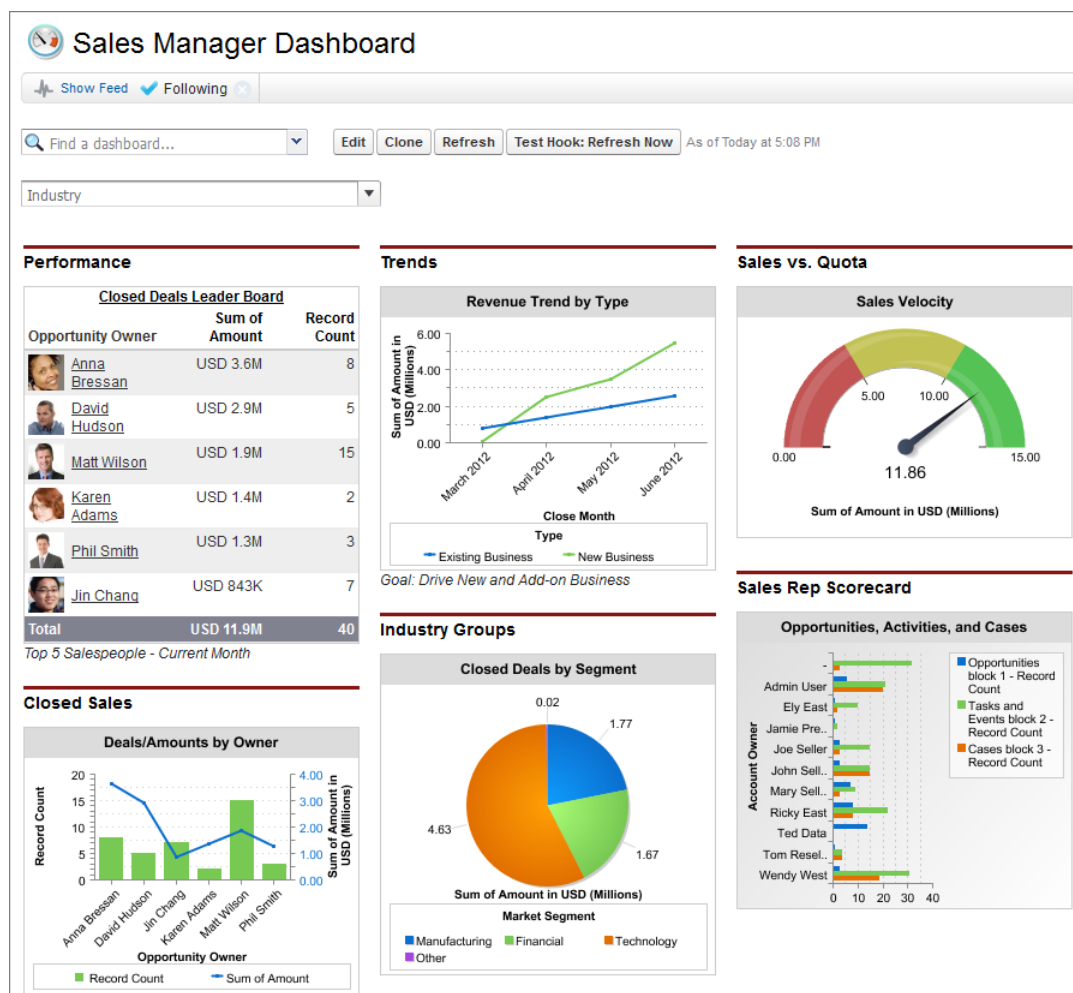 Sales Manager Dashboard
Show Feed
Following
Find a dashboard...
Edit
Clone
Refresh
Test Hook: Refresh Now
As of Today at 5:08 PM
Industry
Performance
Closed Deals Leader Board
Opportunity Owner
Sum of
Amount
Record
Count
Anna
Bressan
USD 3.6M
8
David
Hudson
USD 2.9M
5
Matt Wilson
USD 1.9M
15
Karen
Adams
USD 1.4M
2
Phil Smith
USD 1.3M
3
Jin Chang
USD 843K
7
Total
USD 11.9M
40
Top 5 Salespeople - Current Month
Closed Sales
Deals/Amounts by Owner
Record Count
20
15
10
5
0
4.00
3.00
2.00
1.00
0.00
Sum of Amount in
USD (Millions)
Anna Bressan
David Hudson
Jin Chang
Karen Adams
Matt Wilson
Phil Smith
Opportunity Owner
Record Count
Sum of Amount
Trends
Revenue Trend by Type
Sum of Amount in
USD (Millions)
6.00
4.00
2.00
0.00
March 2012
April 2012
May 2012
June 2012
Close Month
Type
Existing Business
New Business
Goal: Drive New and Add-on Business
Industry Groups
Closed Deals by Segment
0.02
1.77
4.63
1.67
Sum of Amount in USD (Millions)
Market Segment
Manufacturing
Financial
Technology
Other
Sales vs. Quota
Sales Velocity
5.00
10.00
0.00
15.00
11.86
Sum of Amount in USD (Millions)
Sales Rep Scorecard
Opportunities, Activities, and Cases
Account Owner
-
Admin User
Ely East
Jamie Pre..
Joe Seller
John Sell..
Mary Sell..
Ricky East
Ted Data
Tom Resel..
Wendy West
0
10
20
30
40
Opportunities
block 1 - Record
Count
Tasks and
Events block 2 -
Record Count
Cases block 3 -
Record Count